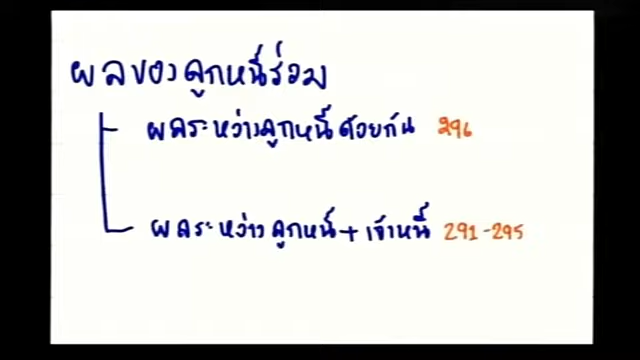 ผลของลูกหนี้ร่วม
ผลระหว่างลูกหนี้ด้วยกัน 296
ผลระหว่างลูกหนี้+เจ้าหนี้ 291-295